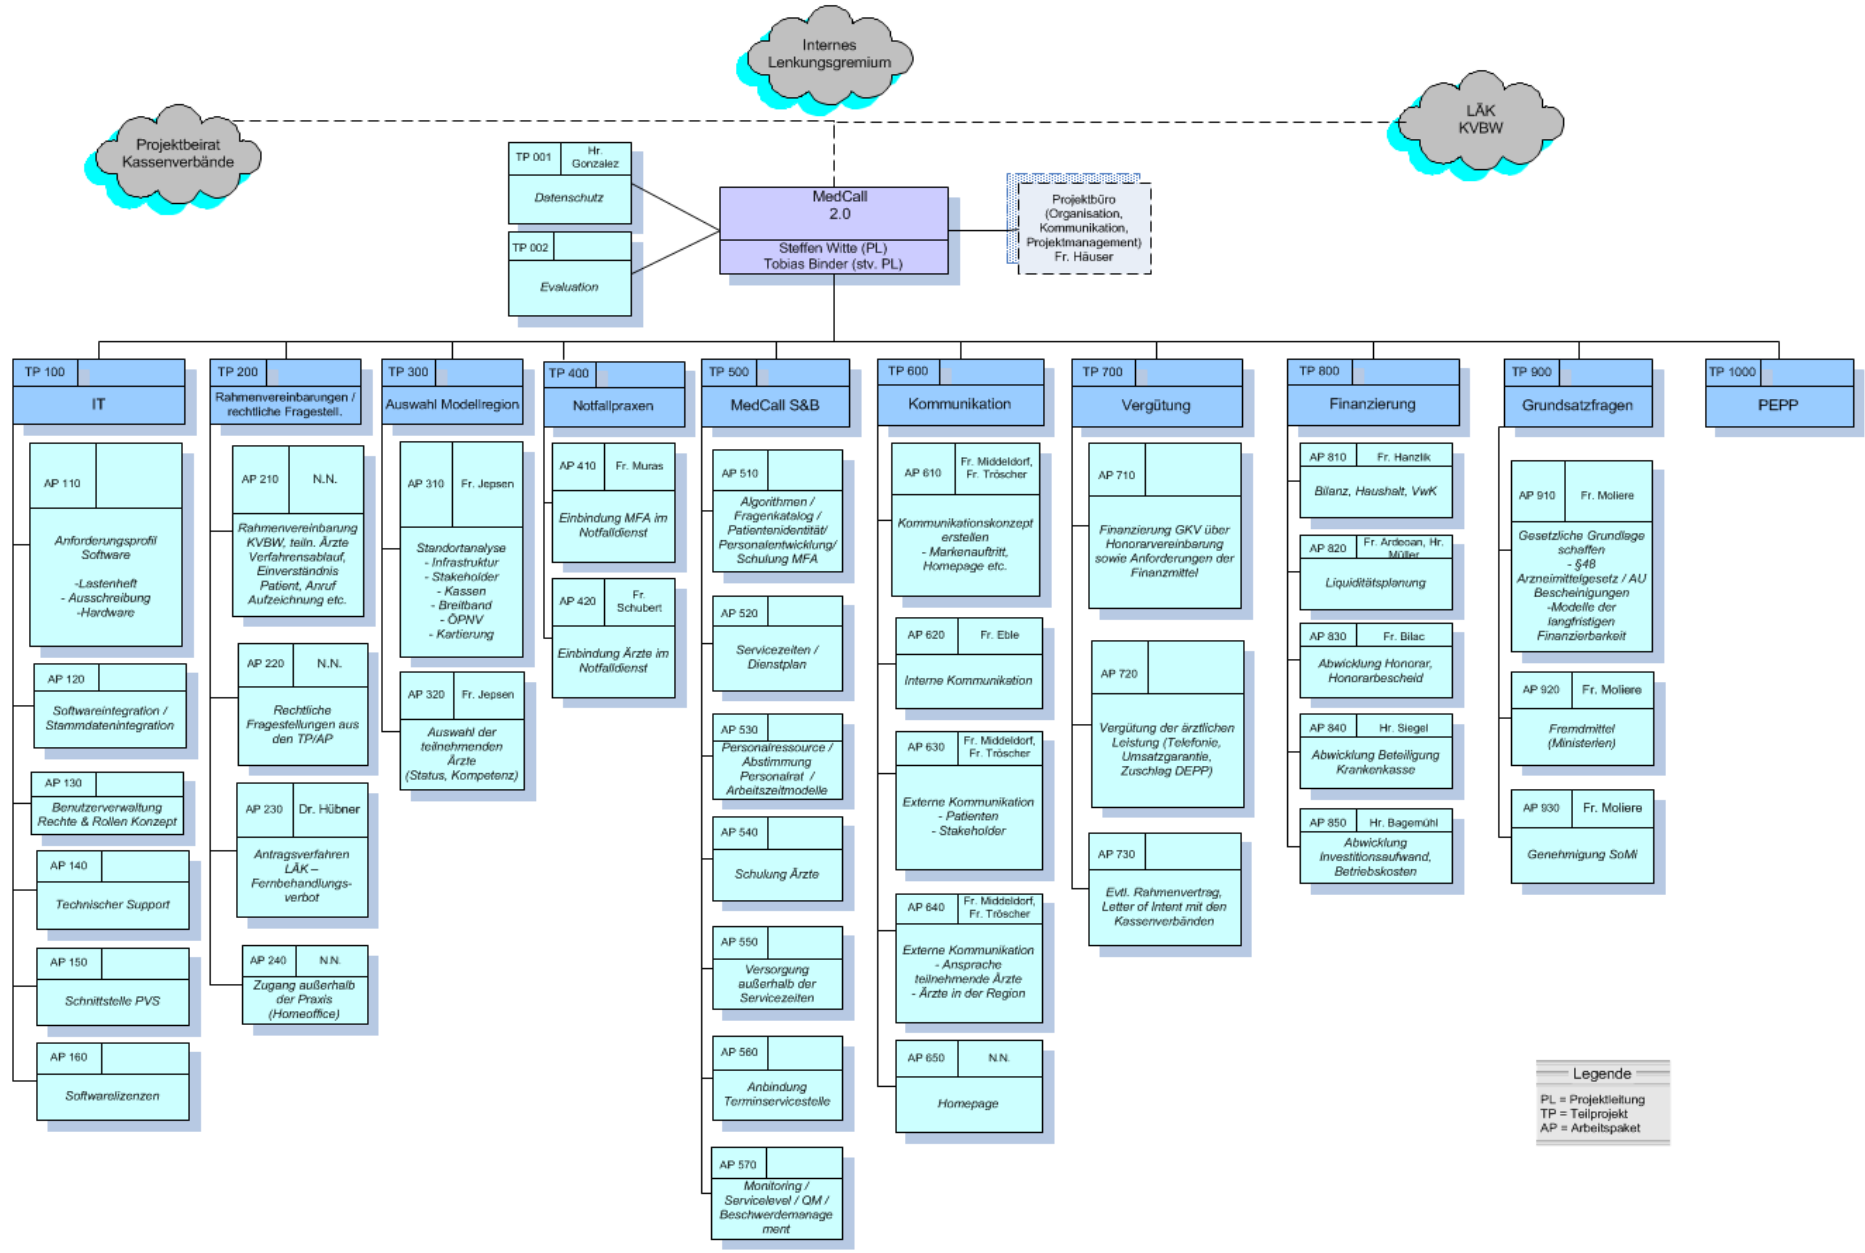 Internes
Lenkungsgremium
LÄK
KVBW
Projektbeirat
Kassenverbände
TP 001
Hr.
Gonzalez
Datenschutz
TP 002
Evaluation
MedCall
2.0
Steffen Witte (PL)
Tobias Binder (stv. PL)
Projektbüro
(Organisation,
Kommunikation,
Projektmanagement)
Fr. Häuser
TP 100
IT
AP 110
Anforderungsprofil
Software
-Lastenheft
- Ausschreibung
-Hardware
AP 120
Softwareintegration /
Stammdatenintegration
AP 130
Benutzerverwaltung
Rechte & Rollen Konzept
AP 140
Technischer Support
AP 150
Schnittstelle PVS
AP 160
Softwarelizenzen
TP 200
Rahmenvereinbarungen /
rechtliche Fragestell.
AP 210
N.N.
Rahmenvereinbarung
KVBW, teiln. Ärzte
Verfahrensablauf,
Einverständnis
Patient, Anruf
Aufzeichnung etc.
AP 220
N.N.
Rechtliche
Fragestellungen aus
den TP/AP
AP 230
Dr. Hübner
Antragsverfahren
LÄK –
Fernbehandlungs-
verbot
AP 240
N.N.
Zugang außerhalb
der Praxis
(Homeoffice)
TP 300
Auswahl Modellregion
AP 310
Fr. Jepsen
Standortanalyse
- Infrastruktur
- Stakeholder
- Kassen
- Breitband
- ÖPNV
- Kartierung
AP 320
Fr. Jepsen
Auswahl der
teilnehmenden
Ärzte
(Status, Kompetenz)
TP 400
Notfallpraxen
AP 410
Fr. Muras
Einbindung MFA im
Notfalldienst
AP 420
Fr.
Schubert
Einbindung Ärzte im
Notfalldienst
TP 500
MedCall S&B
AP 510
Algorithmen /
Fragenkatalog /
Patientenidentität/
Personalentwicklung/
Schulung MFA
AP 520
Servicezeiten /
Dienstplan
AP 530
Personalressource /
Abstimmung
Personalrat /
Arbeitszeitmodelle
AP 540
Schulung Ärzte
AP 550
Versorgung
außerhalb der
Servicezeiten
AP 560
Anbindung
Terminservicestelle
AP 570
Monitoring /
Servicelevel / QM /
Beschwerdemanage
ment
TP 600
Kommunikation
AP 610
Fr. Middeldorf,
Fr. Tröscher
Kommunikationskonzept
erstellen
- Markenauftritt,
Homepage etc.
AP 620
Fr. Eble
Interne Kommunikation
AP 630
Fr. Middeldorf,
Fr. Tröscher
Externe Kommunikation
- Patienten
- Stakeholder
AP 640
Fr. Middeldorf,
Fr. Tröscher
Externe Kommunikation
- Ansprache
teilnehmende Ärzte
- Ärzte in der Region
AP 650
N.N.
Homepage
TP 700
Vergütung
AP 710
Finanzierung GKV über
Honorarvereinbarung
sowie Anforderungen der
Finanzmittel
AP 720
Vergütung der ärztlichen
Leistung (Telefonie,
Umsatzgarantie,
Zuschlag DEPP)
AP 730
Evtl. Rahmenvertrag,
Letter of Intent mit den
Kassenverbänden
TP 800
Finanzierung
AP 810
Fr. Hanzlik
Bilanz, Haushalt, VwK
AP 820
Fr. Ardeoan, Hr.
Müller
Liquiditätsplanung
AP 830
Fr. Bilac
Abwicklung Honorar,
Honorarbescheid
AP 840
Hr. Siegel
Abwicklung Beteiligung
Krankenkasse
AP 850
Hr. Bagemühl
Abwicklung
Investitionsaufwand,
Betriebskosten
TP 900
Grundsatzfragen
AP 910
Fr. Moliere
Gesetzliche Grundlage
schaffen
- §48
Arzneimittelgesetz / AU
Bescheinigungen
-Modelle der
langfristigen
Finanzierbarkeit
AP 920
Fr. Moliere
Fremdmittel
(Ministerien)
AP 930
Fr. Moliere
Genehmigung SoMi
TP 1000
PEPP
Legende
PL = Projektleitung
TP = Teilprojekt
AP = Arbeitspaket